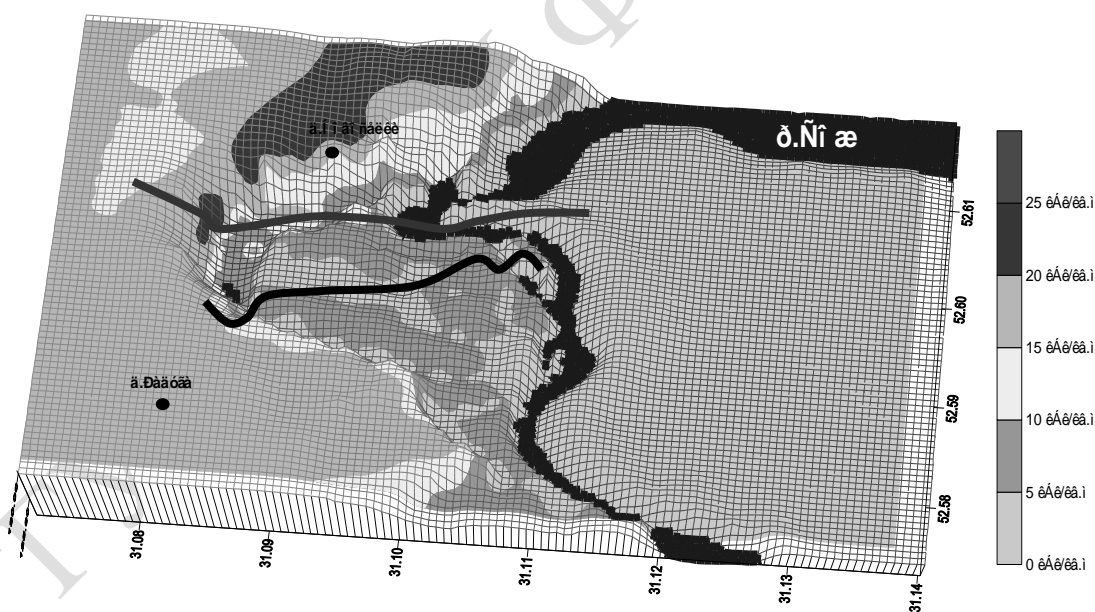 ð.Ñî æ
ä.Í î âî ñåëêè
ä.Ðàäóãà
25 êÁê/êâ.ì
20 êÁê/êâ.ì
15 êÁê/êâ.ì
10 êÁê/êâ.ì
5 êÁê/êâ.ì
0 êÁê/êâ.ì
52.61
52.60
52.59
52.58
31.08
31.09
31.10
31.11
31.12
31.13
31.14